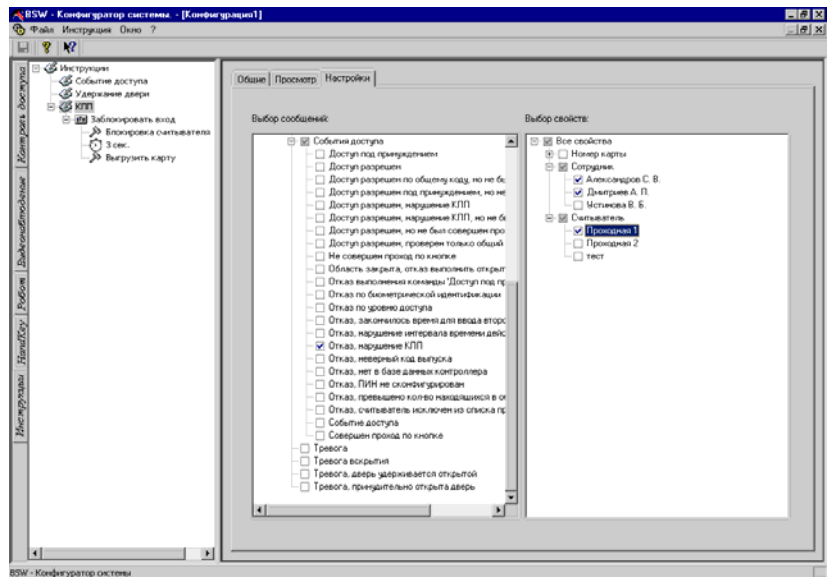 BSW - Конфигуратор системы. - [Конфигурация1]
Файл Инструкция Окно ?
Контроль доступа
Видеонаблюдение
Робот
HandKey
Инструкции
Инструкции
Событие доступа
Удержание двери
КПП
Заблокировать вход
Блокировка считывателя
3 сек.
Выгрузить карту
Общие Просмотр Настройки
Выбор сообщений:
События доступа
Доступ под принуждением
Доступ разрешен
Доступ разрешен по общему коду, но не бы
Доступ разрешен под принуждением, но не
Доступ разрешен, нарушение КПП
Доступ разрешен, нарушение КПП, но не бы
Доступ разрешен, но не был совершен про
Доступ разрешен, проверен только общий
Не совершен проход по кнопке
Область закрыта, отказ выполнить открыт
Отказ выполнения команды "Доступ под пр
Отказ по биометрической идентификации
Отказ по уровню доступа
Отказ, закончилось время для ввода второ
Отказ, нарушение интервала времени дейс
Отказ, нарушение КПП
Отказ, неверный код выпуска
Отказ, нет в базе данных контроллера
Отказ, ПИН не сконфигурирован
Отказ, превышено кол-во находящихся в о
Отказ, считыватель исключен из списка пр
Событие доступа
Совершен проход по кнопке
Тревога
Тревога вскрытия
Тревога, дверь удерживается открытой
Тревога, принудительно открыта дверь
Выбор свойств:
Все свойства
Номер карты
Сотрудник
Александров С. В.
Дмитриев А. П.
Устинова В. Б.
Считыватель
Проходная 1
Проходная 2
тест
BSW - Конфигуратор системы